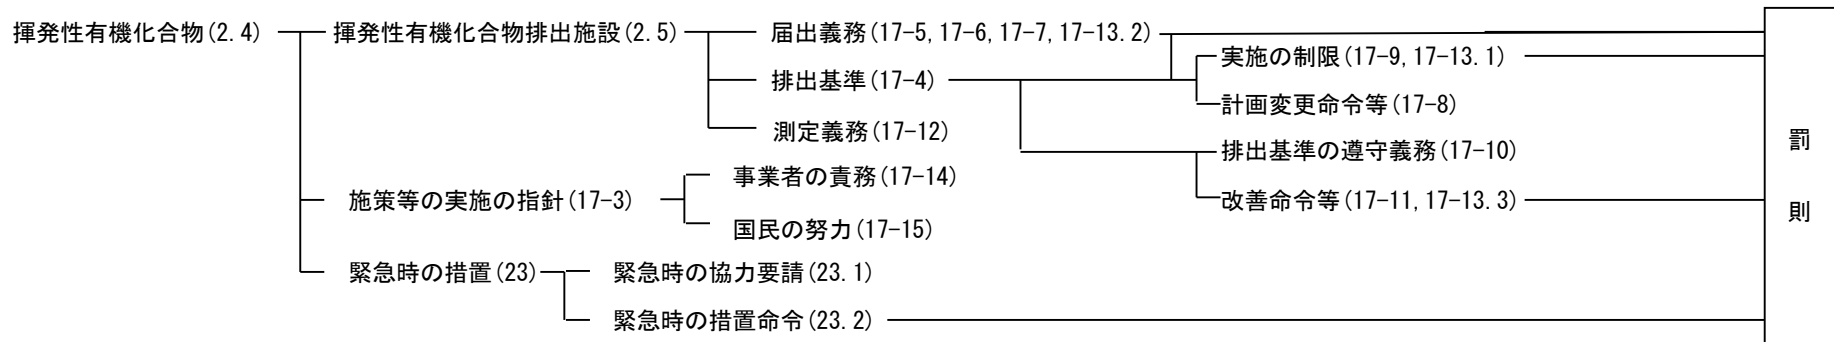 揮発性有機化合物(2.4)
揮発性有機化合物排出施設(2.5)
届出義務(17-5,17-6,17-7,17-13.2)
実施の制限(17-9,17-13.1)
排出基準(17-4)
計画変更命令等(17-8)
測定義務(17-12)
排出基準の遵守義務(17-10)
事業者の責務(17-14)
施策等の実施の指針(17-3)
改善命令等(17-11,17-13.3)
国民の努力(17-15)
緊急時の措置(23)
緊急時の協力要請(23.1)
緊急時の措置命令(23.2)
罰則